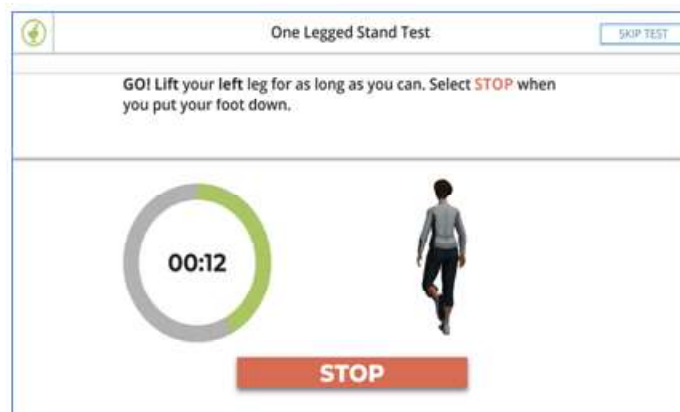 One Legged Stand Test
SKIP TEST
GO! Lift your left leg for as long as you can. Select STOP when
you put your foot down.
00:12
STOP